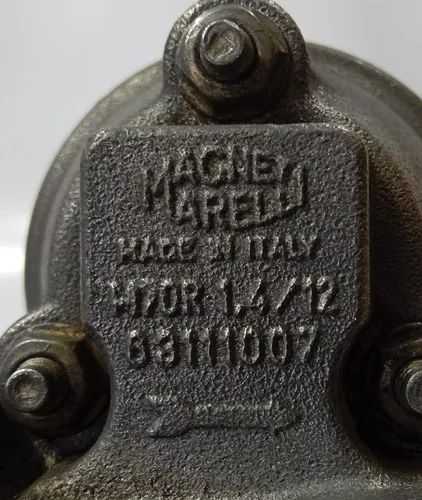 MAGNETI
MARELLI
MADE IN ITALY
M70R 1.4/12
63111007